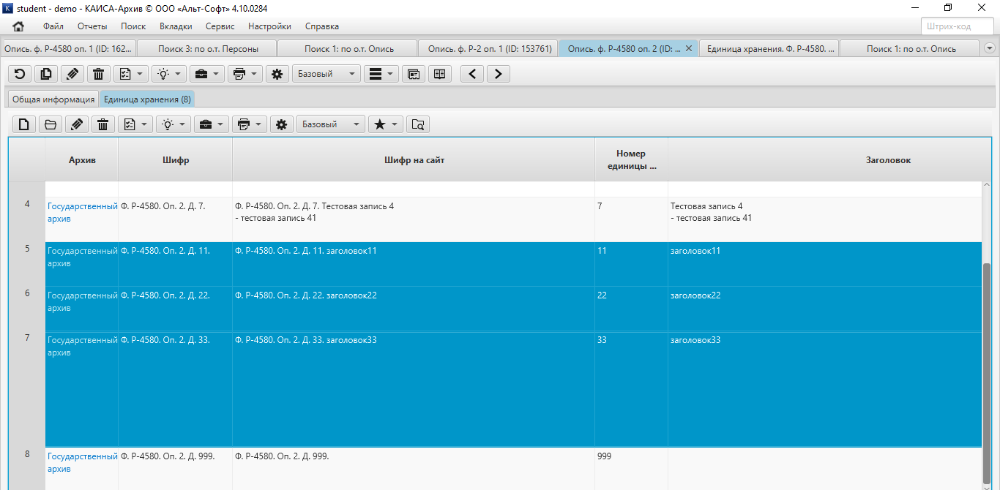 student - demo - КАИСА-Архив © ООО «Альт-Софт» 4.10.0284
Файл Отчеты Поиск Вкладки Сервис Настройки Справка
Штрих-код
Опись. ф. Р-4580 оп. 1 (ID: 162... Поиск 3: по о.т. Персоны Поиск 1: по о.т. Опись Опись. ф. Р-2 оп. 1 (ID: 153761) Опись. ф. Р-4580 оп. 2 (ID: ... Единица хранения. Ф. Р-4580. ... Поиск 1: по о.т. Опись
Базовый
Общая информация Единица хранения (8)
Базовый
Архив Шифр Шифр на сайт Номер единицы ... Заголовок
4 Государственный архив Ф. Р-4580. Оп. 2. Д. 7. Ф. Р-4580. Оп. 2. Д. 7. Тестовая запись 4 7 Тестовая запись 4
- тестовая запись 41 - тестовая запись 41
5 Государственный архив Ф. Р-4580. Оп. 2. Д. 11. Ф. Р-4580. Оп. 2. Д. 11. заголовок11 11 заголовок11
6 Государственный архив Ф. Р-4580. Оп. 2. Д. 22. Ф. Р-4580. Оп. 2. Д. 22. заголовок22 22 заголовок22
7 Государственный архив Ф. Р-4580. Оп. 2. Д. 33. Ф. Р-4580. Оп. 2. Д. 33. заголовок33 33 заголовок33
8 Государственный архив Ф. Р-4580. Оп. 2. Д. 999. Ф. Р-4580. Оп. 2. Д. 999. 999